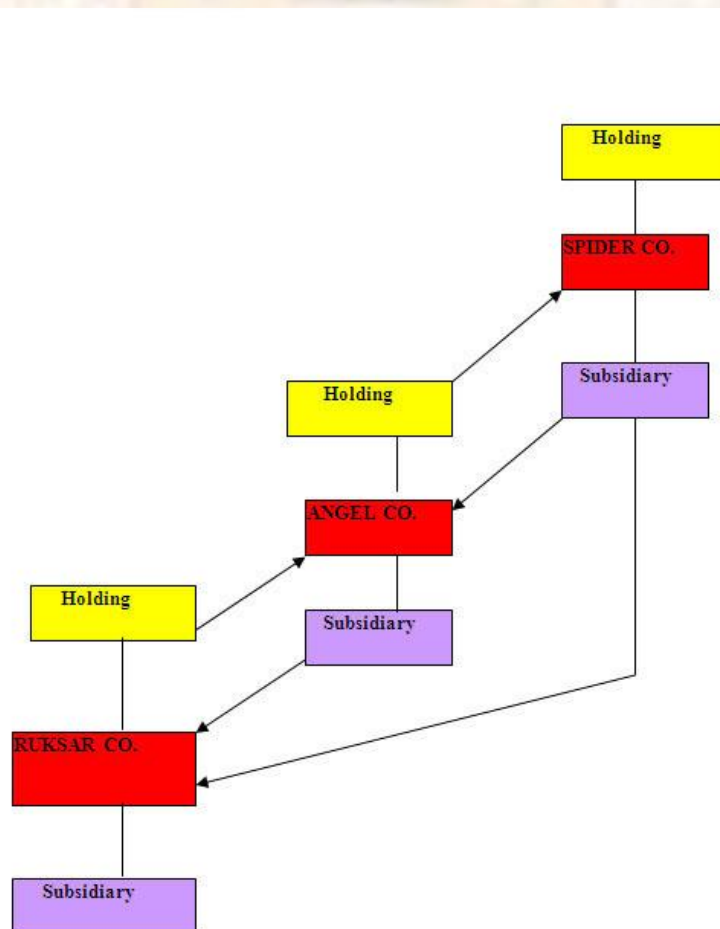 Holding
SPIDER CO.
Subsidiary
Holding
ANGEL CO.
Subsidiary
Holding
RUKSAR CO.
Subsidiary